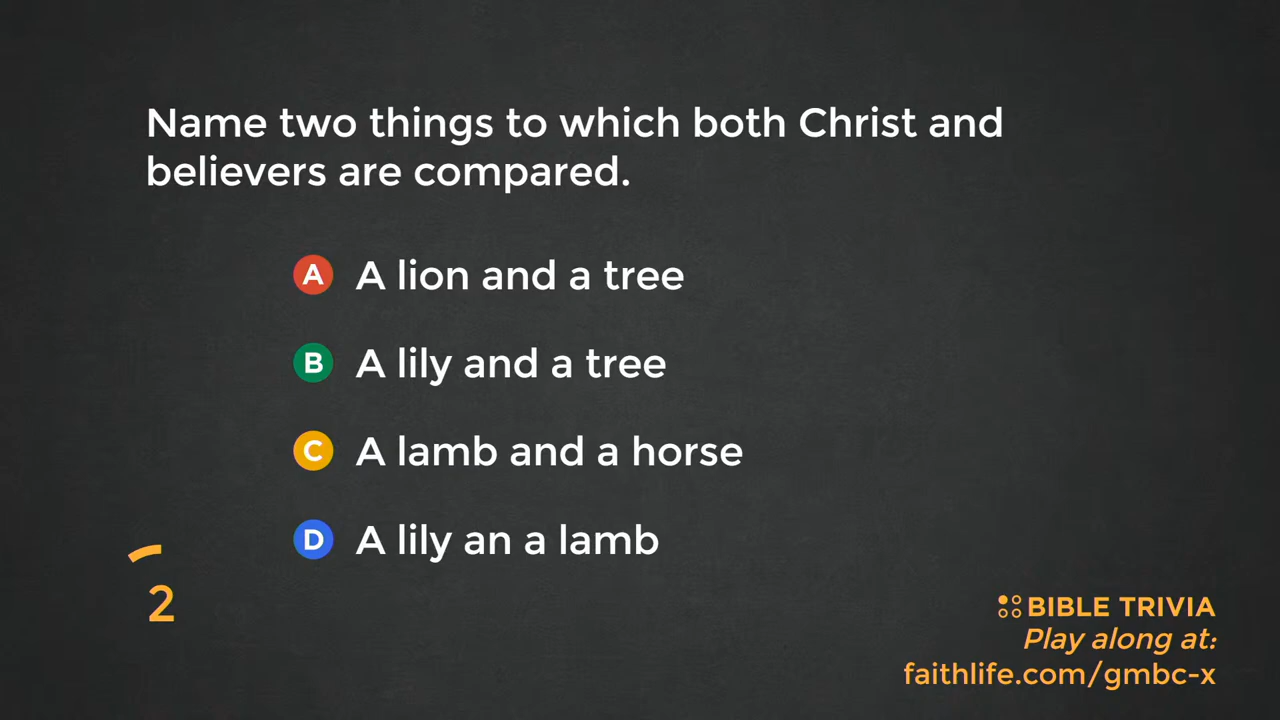 Name two things to which both Christ and
believers are compared.
A A lion and a tree
B A lily and a tree
C A lamb and a horse
D A lily an a lamb
2
BIBLE TRIVIA
Play along at:
faithlife.com/gmbc-x